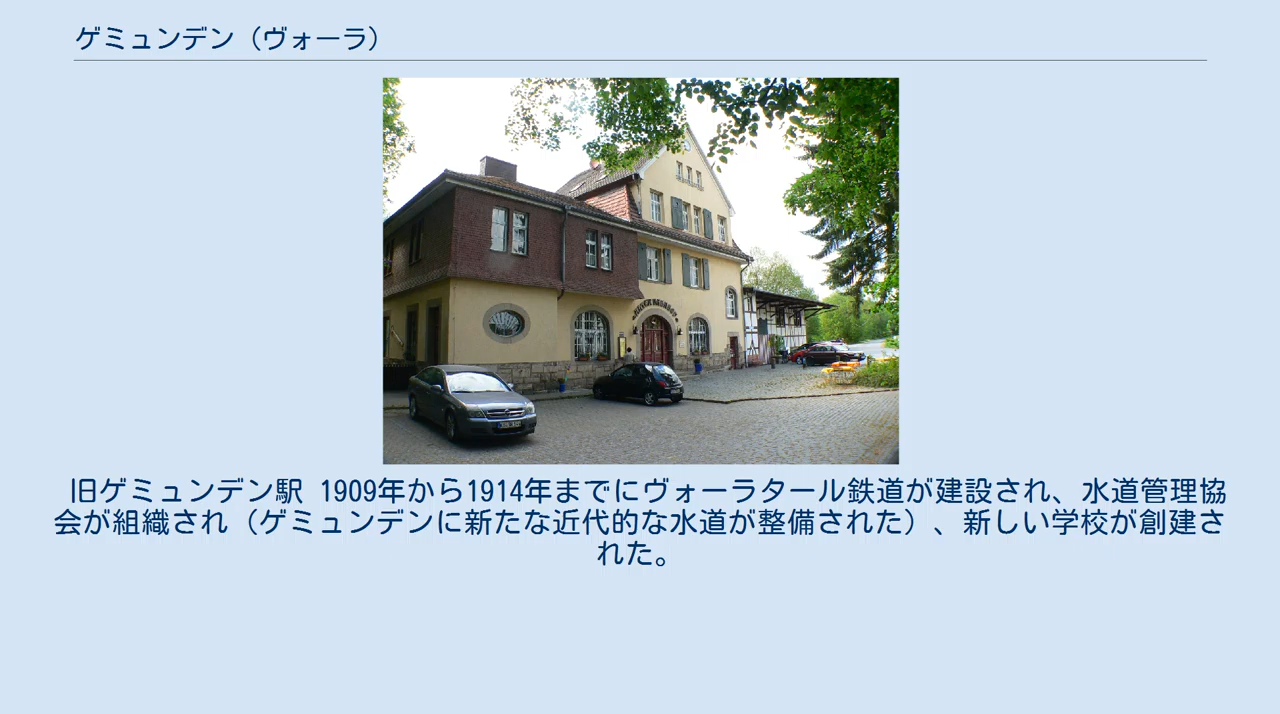 ゲミュンデン（ヴォーラ）
旧ゲミュンデン駅 1909年から1914年までにヴォーラタール鉄道が建設され、水道管理協
会が組織され（ゲミュンデンに新たな近代的な水道が整備された）、新しい学校が創建さ
れた。